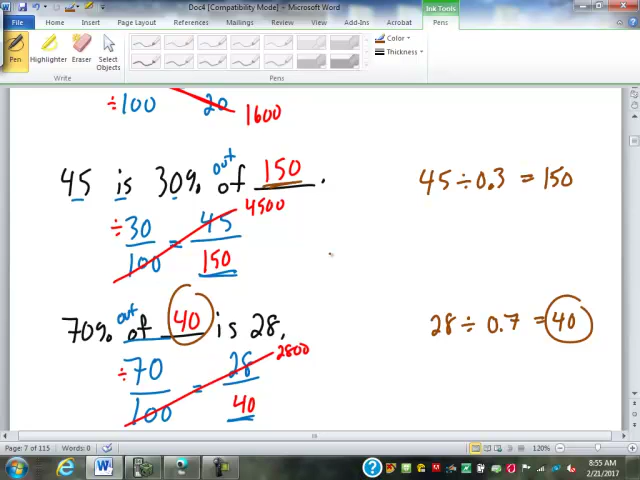 Doc4 [Compatibility Mode] - Microsoft Word
Ink Tools
File Home Insert Page Layout References Mailings Review View Add-Ins Acrobat Pens
Pen Highlighter Eraser Select Objects
Color
Thickness
Write Pens
÷100 20 1600
45 is 30% of 150.
out
45÷0.3 = 150
÷30 = 45 4500
100 150
70% of 40 is 28.
out
28÷0.7 = 40
÷70 = 28 2800
100 40
Page: 7 of 115 Words: 0 120%
8:55 AM
2/21/2017